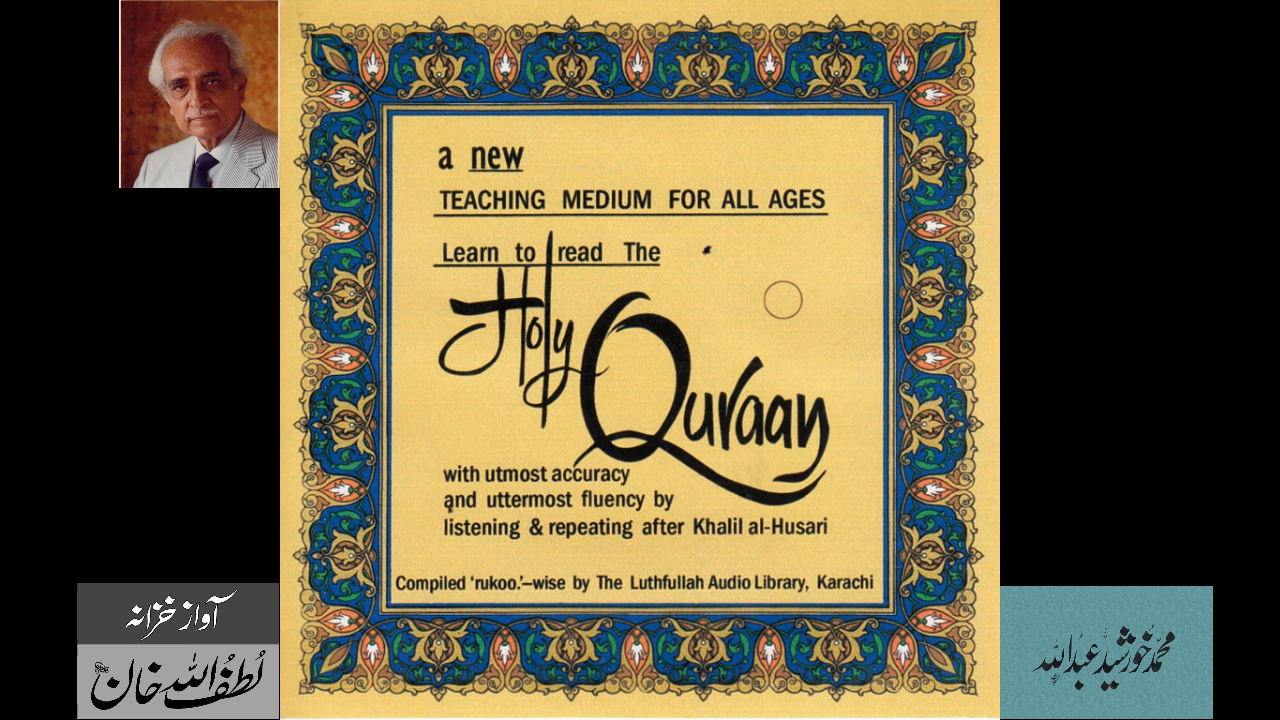 a new
TEACHING MEDIUM FOR ALL AGES
Learn to read The
Holy Quraan
with utmost accuracy
and uttermost fluency by
listening & repeating after Khalil al-Husari
Compiled ‘rukoo.’–wise by The Luthfullah Audio Library, Karachi
آواز خزانہ
لُطفُ اللہ خان
محمّد خورشید عبداللہ